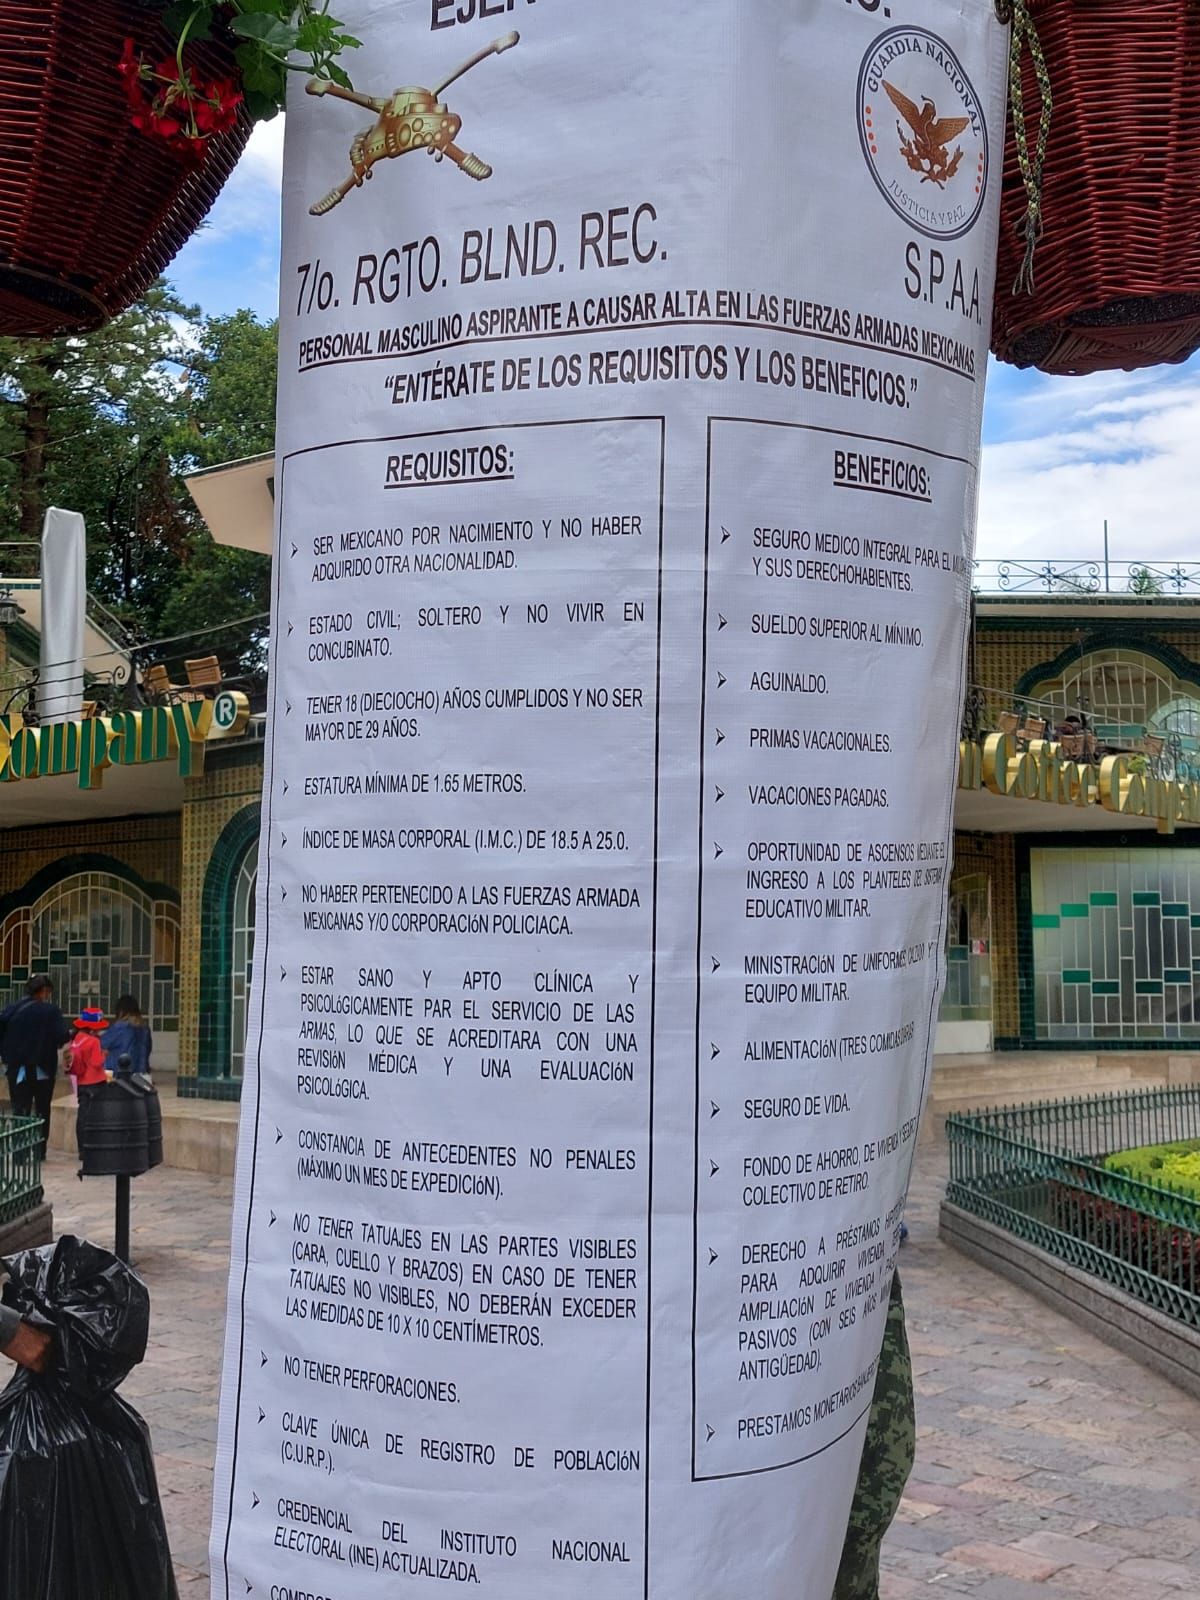 GUARDIA NACIONAL
JUSTICIA Y PAZ
7/o. RGTO. BLND. REC.
S.P.A.A.
PERSONAL MASCULINO ASPIRANTE A CAUSAR ALTA EN LAS FUERZAS ARMADAS MEXICANAS.
“ENTÉRATE DE LOS REQUISITOS Y LOS BENEFICIOS.”
REQUISITOS:
SER MEXICANO POR NACIMIENTO Y NO HABER
ADQUIRIDO OTRA NACIONALIDAD.
ESTADO CIVIL; SOLTERO Y NO VIVIR EN
CONCUBINATO.
TENER 18 (DIECIOCHO) AÑOS CUMPLIDOS Y NO SER
MAYOR DE 29 AÑOS.
ESTATURA MÍNIMA DE 1.65 METROS.
ÍNDICE DE MASA CORPORAL (I.M.C.) DE 18.5 A 25.0.
NO HABER PERTENECIDO A LAS FUERZAS ARMADA
MEXICANAS Y/O CORPORACIóN POLICIACA.
ESTAR SANO Y APTO CLÍNICA Y
PSICOLóGICAMENTE PAR EL SERVICIO DE LAS
ARMAS, LO QUE SE ACREDITARA CON UNA
REVISIóN MÉDICA Y UNA EVALUACIóN
PSICOLóGICA.
CONSTANCIA DE ANTECEDENTES NO PENALES
(MÁXIMO UN MES DE EXPEDICIóN).
NO TENER TATUAJES EN LAS PARTES VISIBLES
(CARA, CUELLO Y BRAZOS) EN CASO DE TENER
TATUAJES NO VISIBLES, NO DEBERÁN EXCEDER
LAS MEDIDAS DE 10 X 10 CENTÍMETROS.
NO TENER PERFORACIONES.
CLAVE ÚNICA DE REGISTRO DE POBLACIóN
(C.U.R.P.).
CREDENCIAL DEL INSTITUTO NACIONAL
ELECTORAL (INE) ACTUALIZADA.
BENEFICIOS:
SEGURO MEDICO INTEGRAL PARA EL
Y SUS DERECHOHABIENTES.
SUELDO SUPERIOR AL MÍNIMO.
AGUINALDO.
PRIMAS VACACIONALES.
VACACIONES PAGADAS.
OPORTUNIDAD DE ASCENSOS MEDIANTE EL
INGRESO A LOS PLANTELES DEL SISTEMA
EDUCATIVO MILITAR.
MINISTRACIóN DE UNIFORMES, CALZADO Y
EQUIPO MILITAR.
ALIMENTACIóN (TRES COMIDAS DIARIAS
SEGURO DE VIDA.
FONDO DE AHORRO, DE VIVIENDA Y SEGURO
COLECTIVO DE RETIRO.
DERECHO A PRÉSTAMOS
PARA ADQUIRIR VIVIENDA,
AMPLIACIóN DE VIVIENDA Y
PASIVOS (CON SEIS AÑOS
ANTIGÜEDAD).
PRESTAMOS MONETARIOS
Company®
Coffee Company